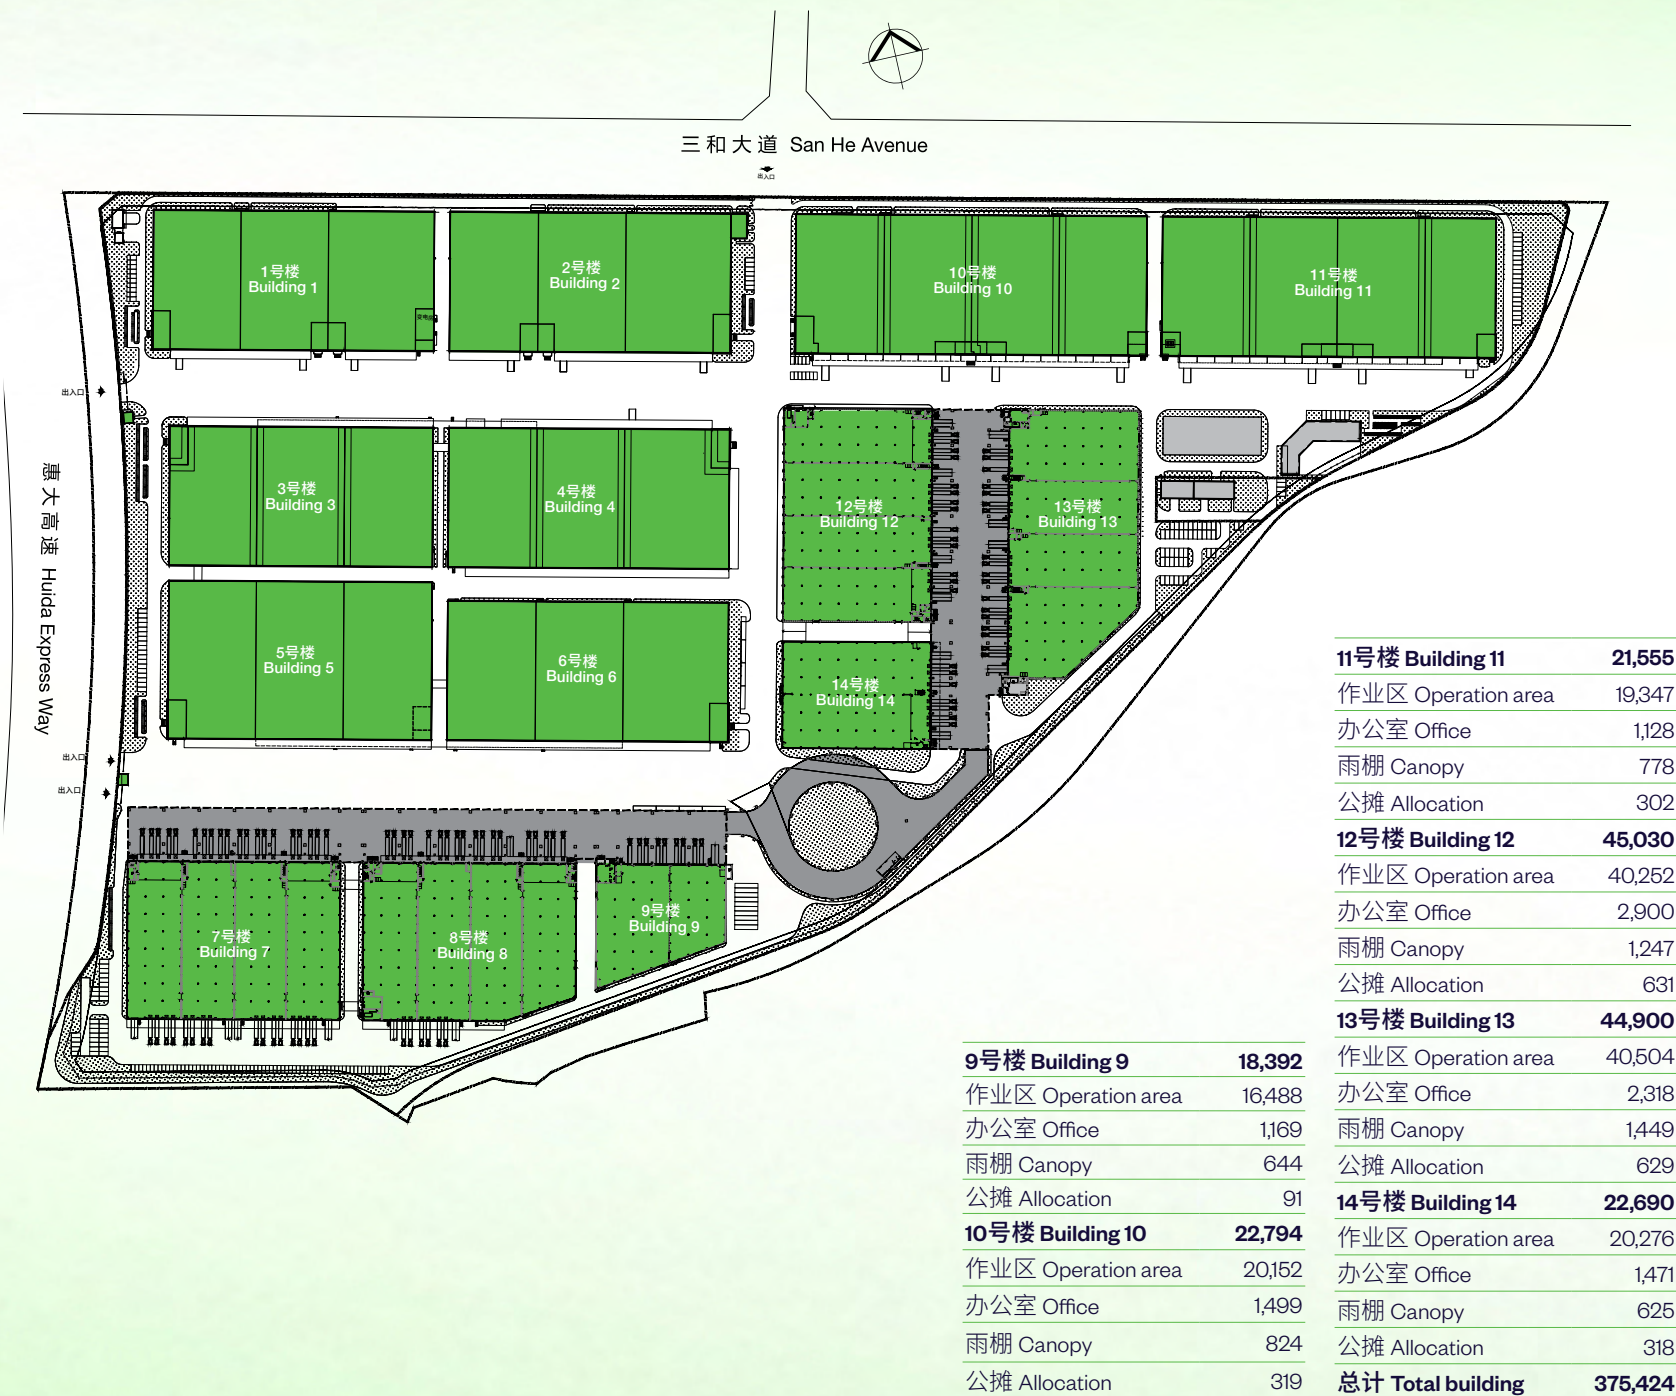 三和大道 San He Avenue
出入口
1号楼
Building 1
2号楼
Building 2
10号楼
Building 10
11号楼
Building 11
出入口
3号楼
Building 3
4号楼
Building 4
12号楼
Building 12
13号楼
Building 13
惠大高速 Huida Express Way
5号楼
Building 5
6号楼
Building 6
14号楼
Building 14
出入口
出入口
7号楼
Building 7
8号楼
Building 8
9号楼
Building 9
9号楼 Building 9 18,392
作业区 Operation area 16,488
办公室 Office 1,169
雨棚 Canopy 644
公摊 Allocation 91
10号楼 Building 10 22,794
作业区 Operation area 20,152
办公室 Office 1,499
雨棚 Canopy 824
公摊 Allocation 319
11号楼 Building 11 21,555
作业区 Operation area 19,347
办公室 Office 1,128
雨棚 Canopy 778
公摊 Allocation 302
12号楼 Building 12 45,030
作业区 Operation area 40,252
办公室 Office 2,900
雨棚 Canopy 1,247
公摊 Allocation 631
13号楼 Building 13 44,900
作业区 Operation area 40,504
办公室 Office 2,318
雨棚 Canopy 1,449
公摊 Allocation 629
14号楼 Building 14 22,690
作业区 Operation area 20,276
办公室 Office 1,471
雨棚 Canopy 625
公摊 Allocation 318
总计 Total building 375,424